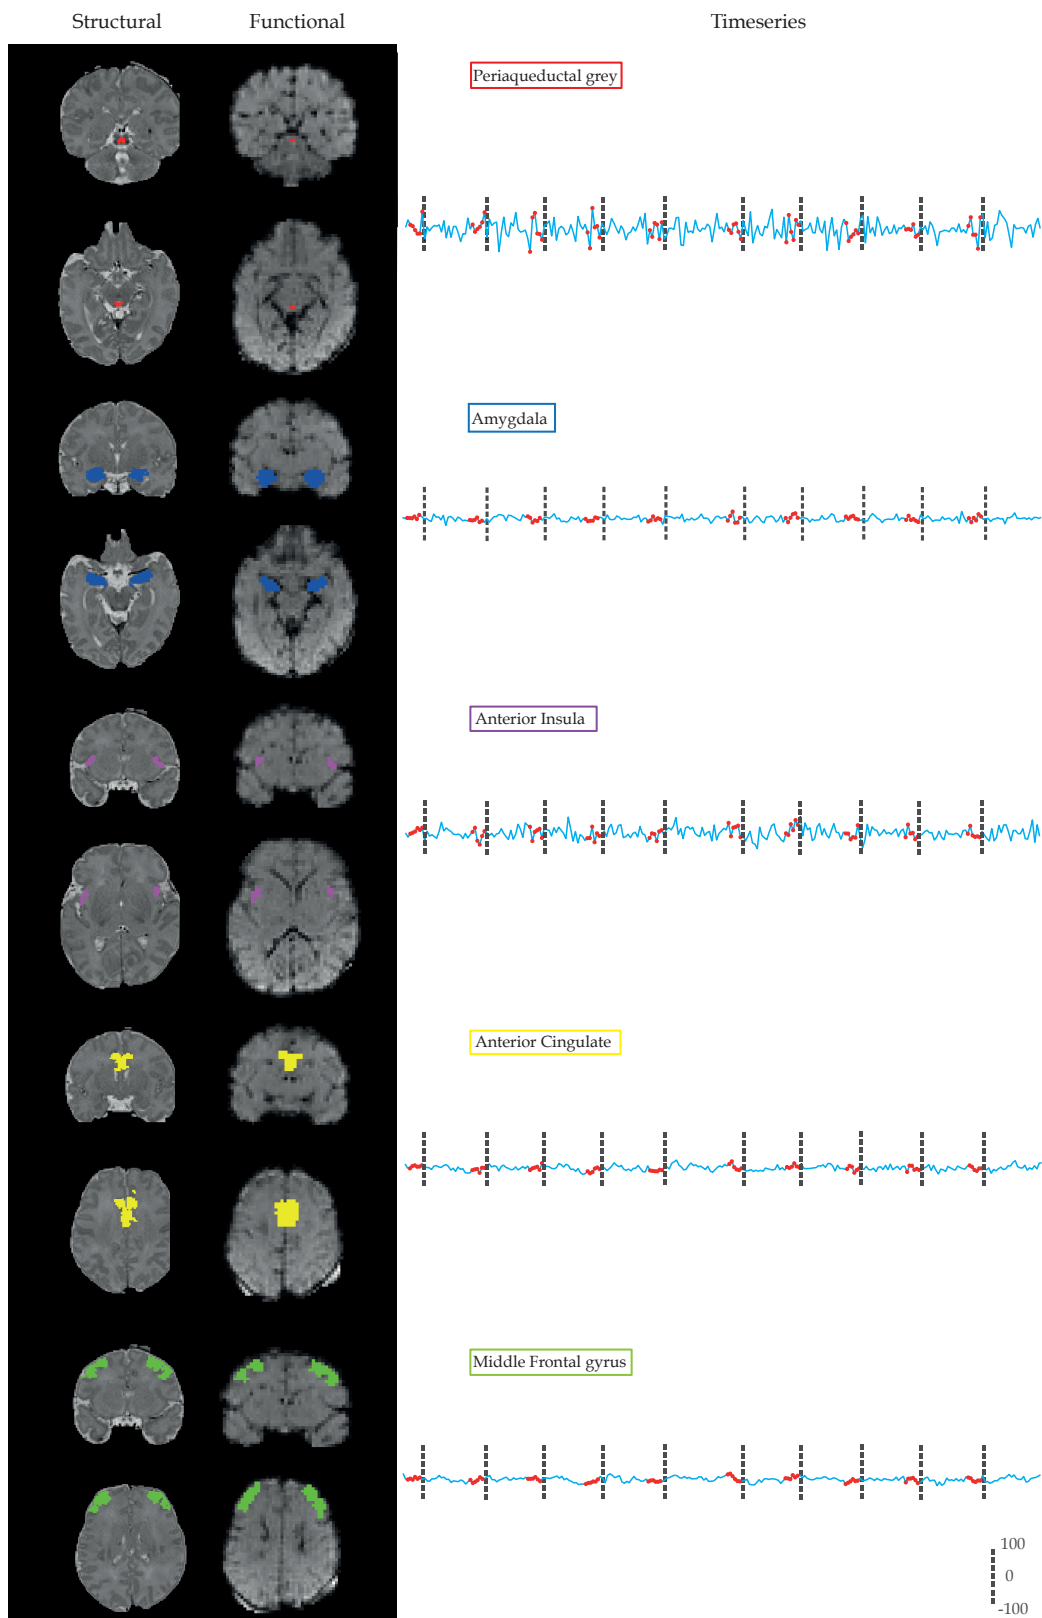 Structural Functional Timeseries
Periaqueductal grey
Amygdala
Anterior Insula
Anterior Cingulate
Middle Frontal gyrus
100
0
-100